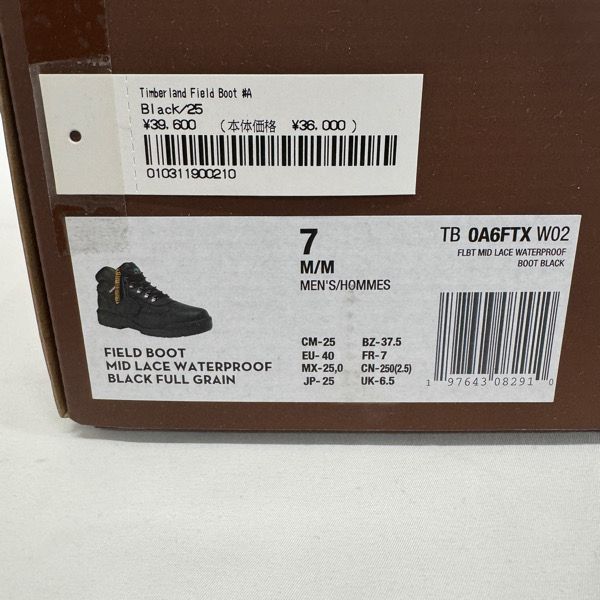 Timberland Field Boot #A
Black/25
¥39,600 (本体価格 ¥36,000 )
010311900210
7
M/M
MEN'S/HOMMES
TB 0A6FTX W02
FLBT MID LACE WATERPROOF
BOOT BLACK
FIELD BOOT
MID LACE WATERPROOF
BLACK FULL GRAIN
CM-25 BZ-37.5
EU- 40 FR-7
MX-25,0 CN-250(2.5)
JP-25 UK-6.5
1 97643 08291 0